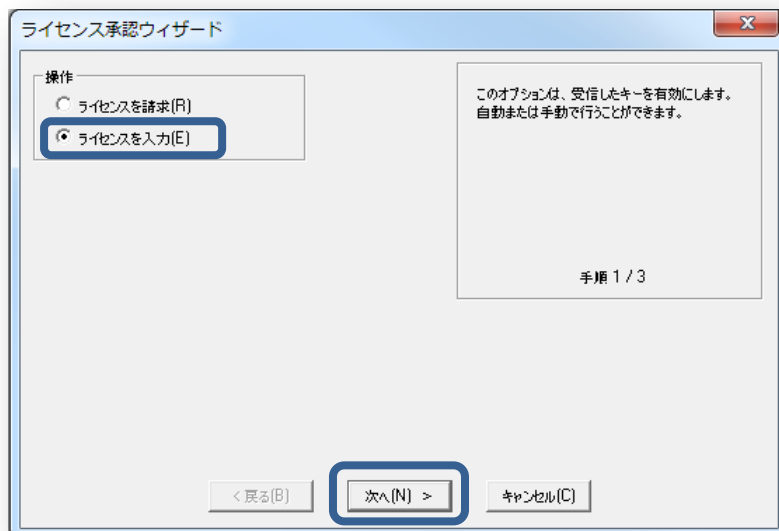 ライセンス承認ウィザード
操作
ライセンスを請求(R)
ライセンスを入力(E)
このオプションは、受信したキーを有効にします。
自動または手動で行うことができます。
手順 1 / 3
< 戻る(B)
次へ(N) >
キャンセル(C)